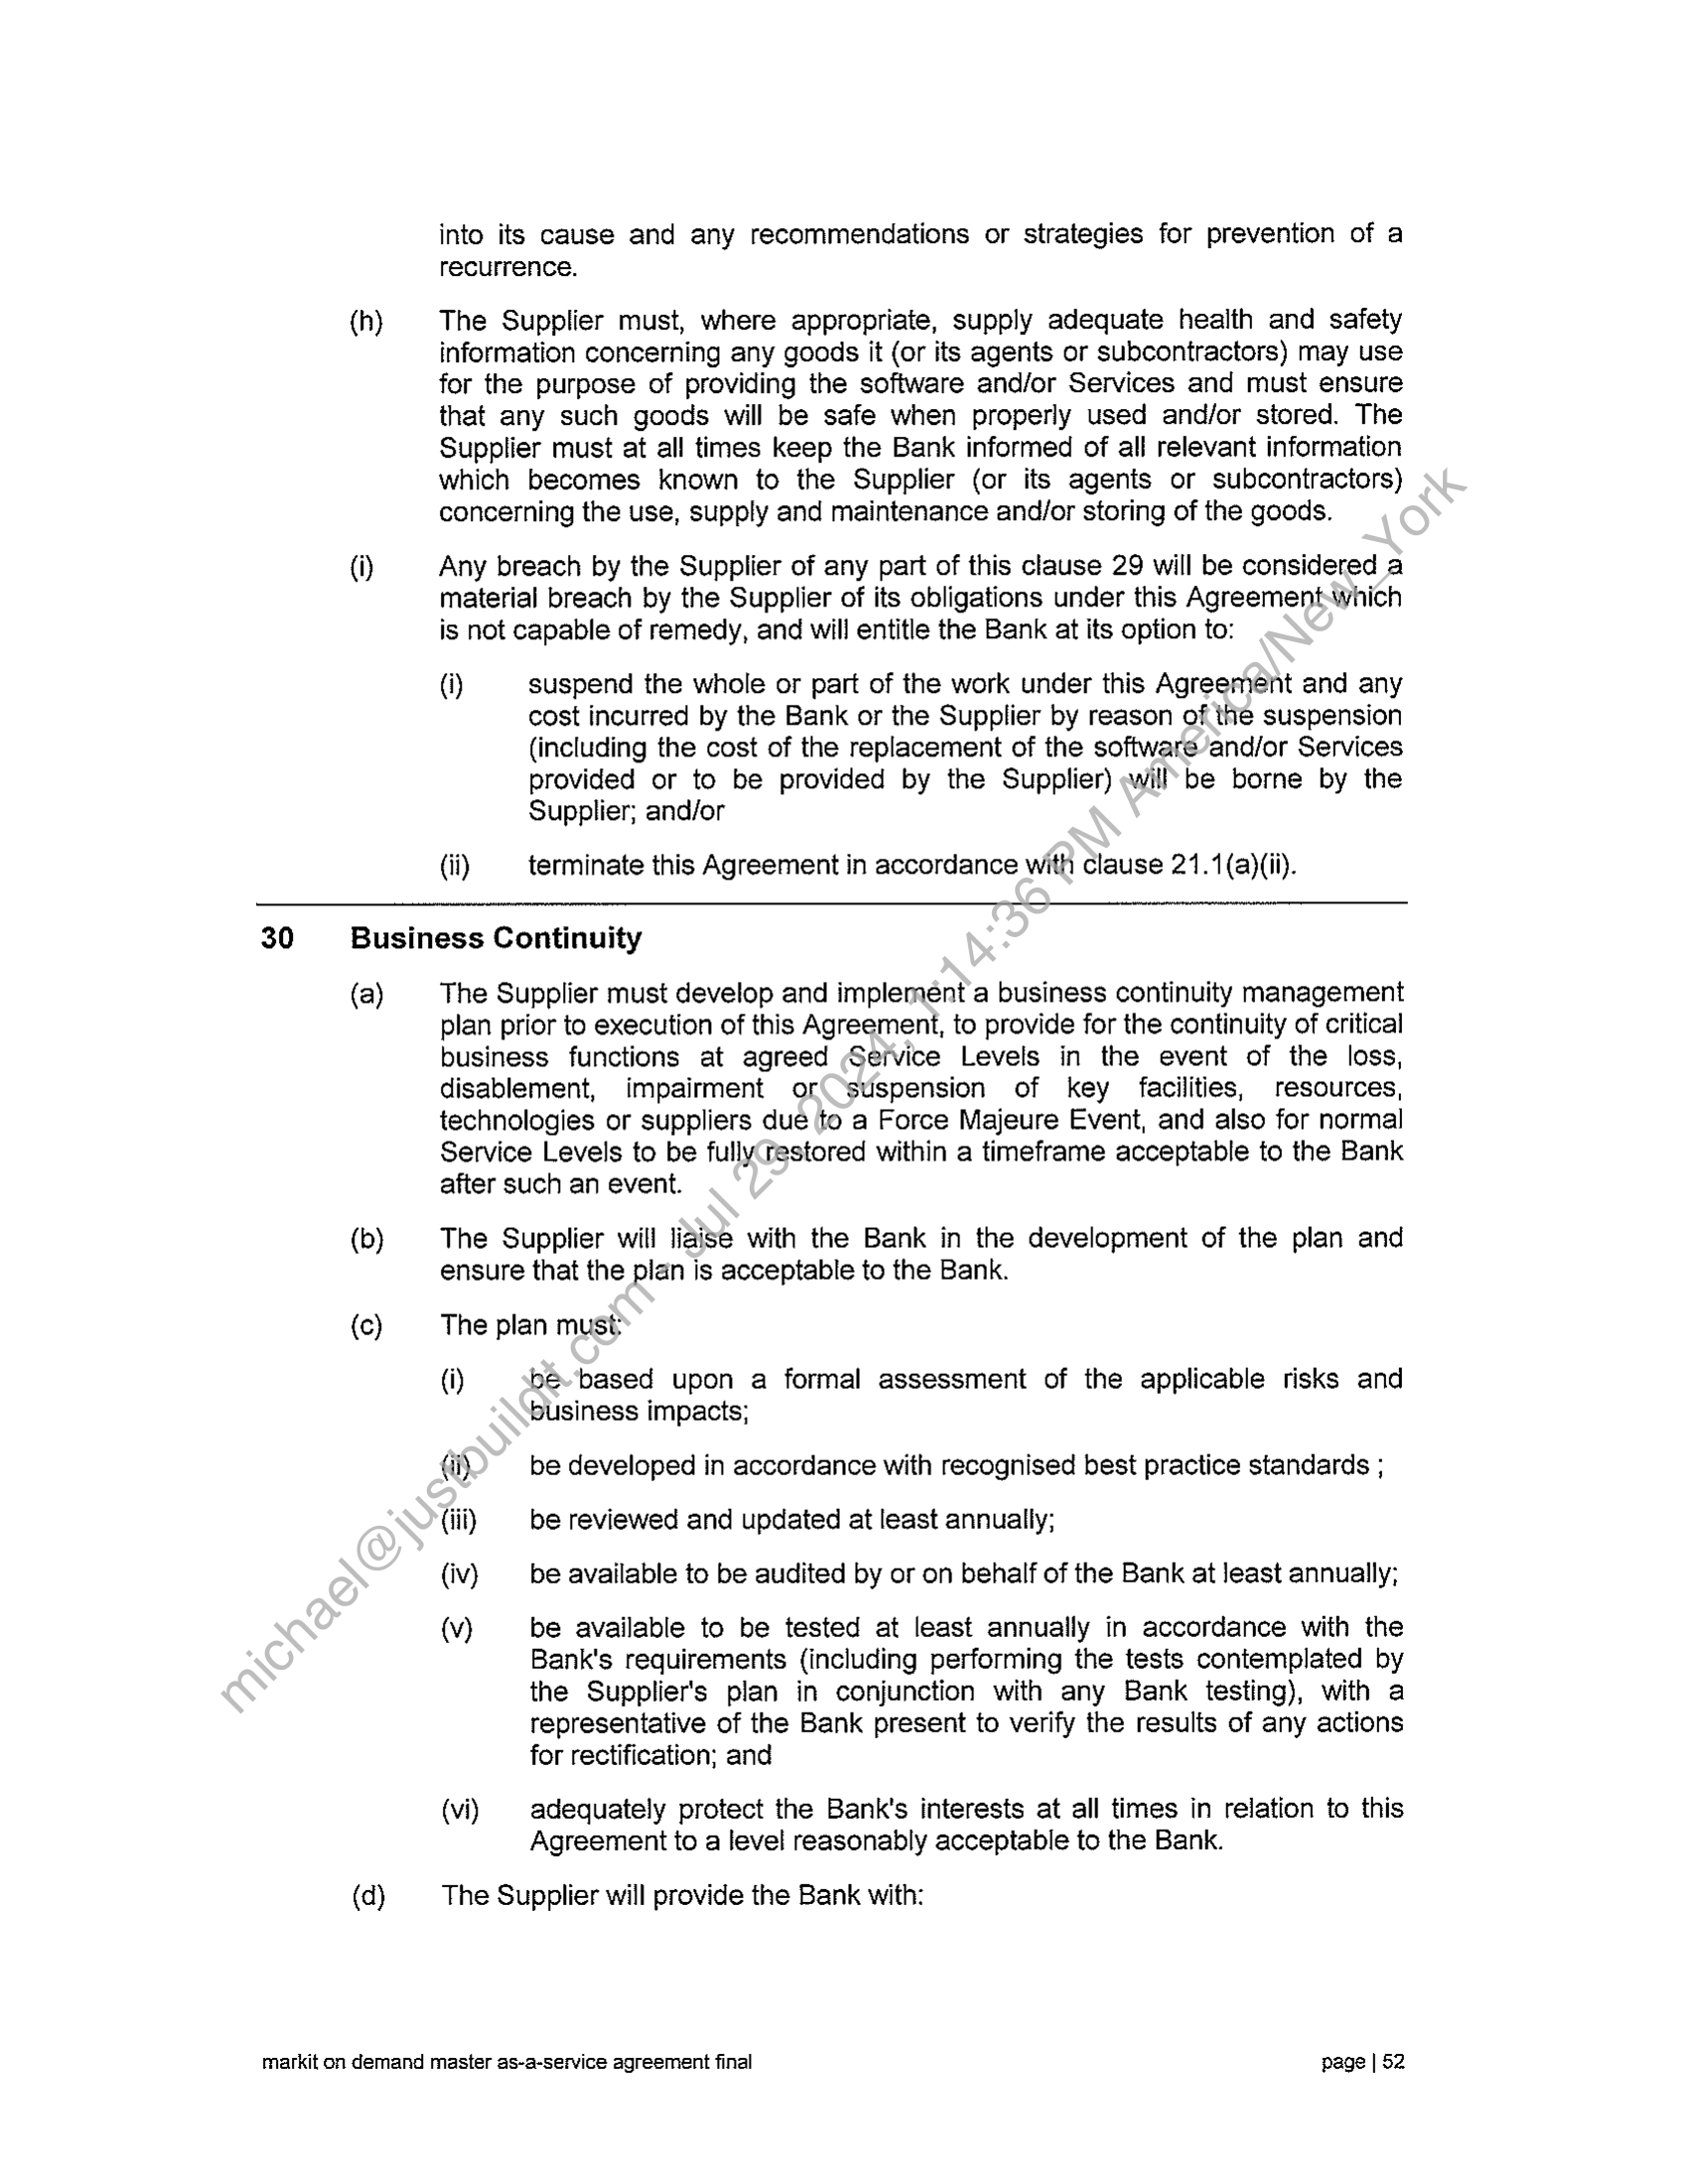 into its cause and any recommendations or strategies for prevention of a
recurrence.
(h) The Supplier must, where appropriate, supply adequate health and safety
information concerning any goods it (or its agents or subcontractors) may use
for the purpose of providing the software and/or Services and must ensure
that any such goods will be safe when properly used and/or stored. The
Supplier must at all times keep the Bank informed of all relevant information
which becomes known to the Supplier (or its agents or subcontractors)
concerning the use, supply and maintenance and/or storing of the goods.
(i) Any breach by the Supplier of any part of this clause 29 will be considered a
material breach by the Supplier of its obligations under this Agreement which
is not capable of remedy, and will entitle the Bank at its option to:
(i) suspend the whole or part of the work under this Agreement and any
cost incurred by the Bank or the Supplier by reason of the suspension
(including the cost of the replacement of the software and/or Services
provided or to be provided by the Supplier) will be borne by the
Supplier; and/or
(ii) terminate this Agreement in accordance with clause 21.1(a)(ii).
30 Business Continuity
(a) The Supplier must develop and implement a business continuity management
plan prior to execution of this Agreement, to provide for the continuity of critical
business functions at agreed Service Levels in the event of the loss,
disablement, impairment or suspension of key facilities, resources,
technologies or suppliers due to a Force Majeure Event, and also for normal
Service Levels to be fully restored within a timeframe acceptable to the Bank
after such an event.
(b) The Supplier will liaise with the Bank in the development of the plan and
ensure that the plan is acceptable to the Bank.
(c) The plan must:
(i) be based upon a formal assessment of the applicable risks and
business impacts;
(ii) be developed in accordance with recognised best practice standards ;
(iii) be reviewed and updated at least annually;
(iv) be available to be audited by or on behalf of the Bank at least annually;
(v) be available to be tested at least annually in accordance with the
Bank's requirements (including performing the tests contemplated by
the Supplier's plan in conjunction with any Bank testing), with a
representative of the Bank present to verify the results of any actions
for rectification; and
(vi) adequately protect the Bank's interests at all times in relation to this
Agreement to a level reasonably acceptable to the Bank.
(d) The Supplier will provide the Bank with:
markit on demand master as-a-service agreement final page | 52
michael@justbuildit.com - Jul 29, 2024, 1:14:36 PM America/New_York